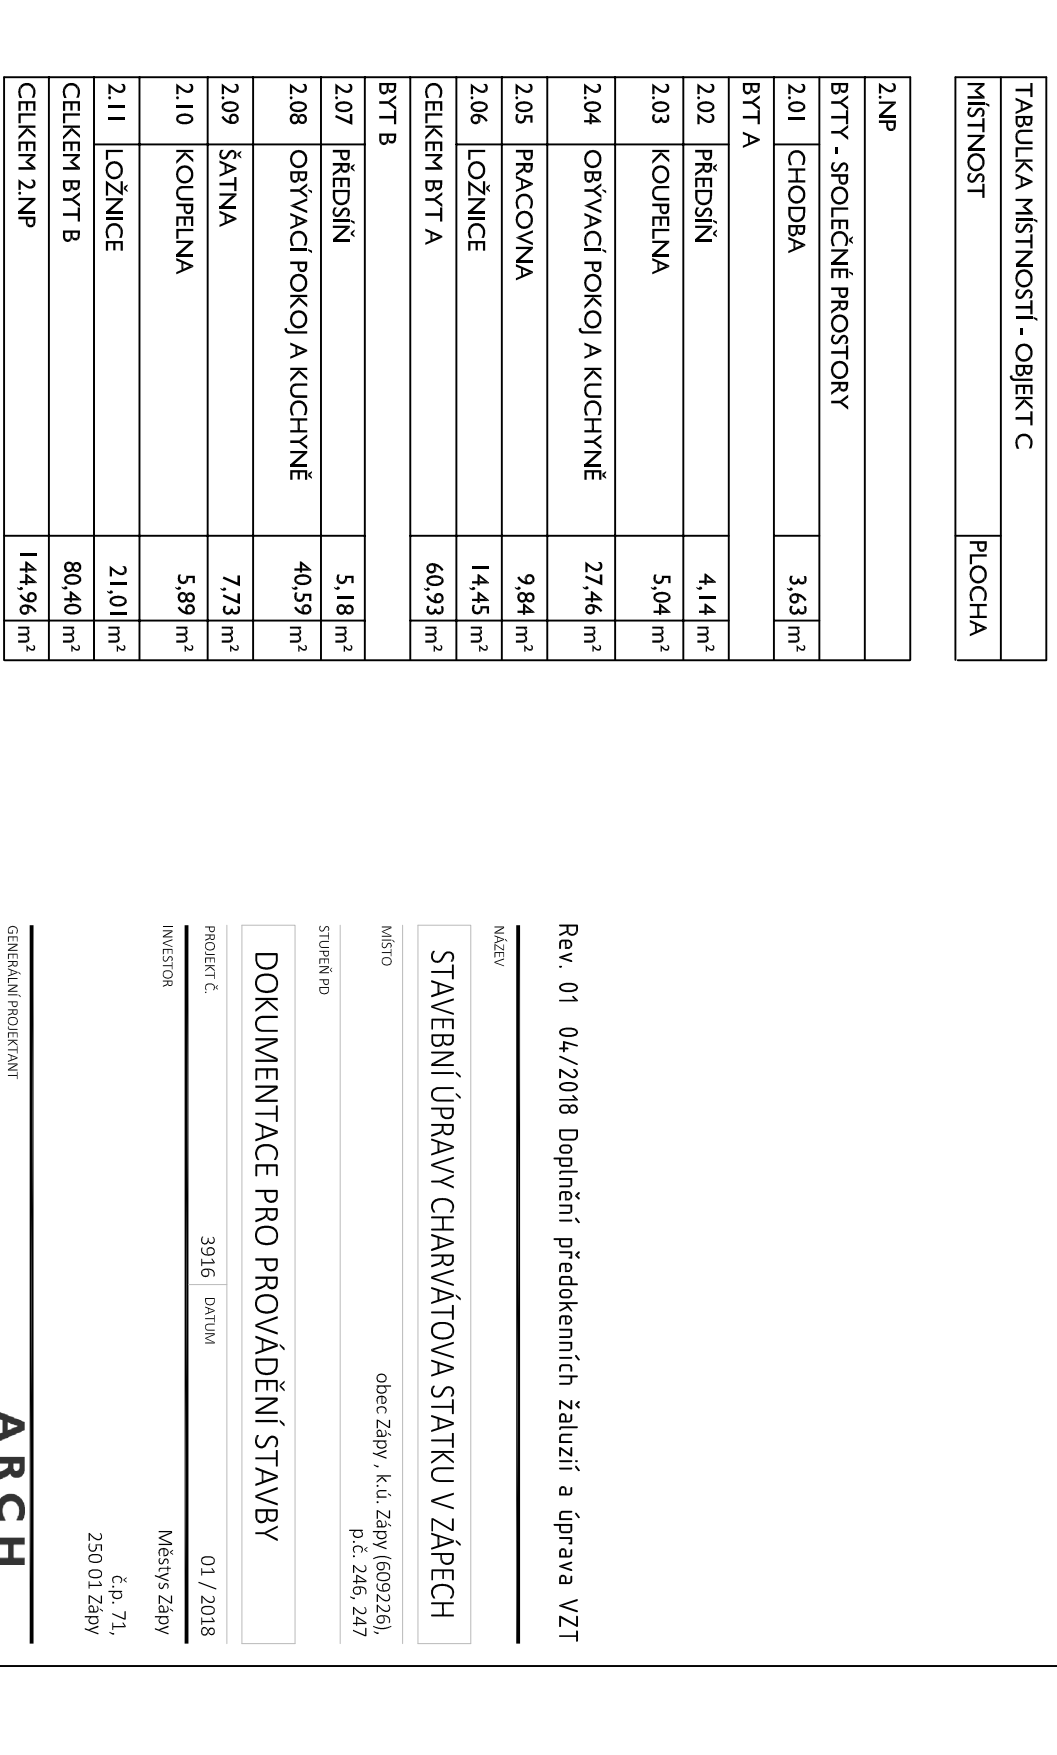 TABULKA MÍSTNOSTÍ - OBJEKT C
MÍSTNOST PLOCHA
2.NP
BYTY - SPOLEČNÉ PROSTORY
2.01 CHODBA 3,63 m²
BYT A
2.02 PŘEDSÍŇ 4,14 m²
2.03 KOUPELNA 5,04 m²
2.04 OBÝVACÍ POKOJ A KUCHYNĚ 27,46 m²
2.05 PRACOVNA 9,84 m²
2.06 LOŽNICE 14,45 m²
CELKEM BYT A 60,93 m²
BYT B
2.07 PŘEDSÍŇ 5,18 m²
2.08 OBÝVACÍ POKOJ A KUCHYNĚ 40,59 m²
2.09 ŠATNA 7,73 m²
2.10 KOUPELNA 5,89 m²
2.11 LOŽNICE 21,01 m²
CELKEM BYT B 80,40 m²
CELKEM 2.NP 144,96 m²
Rev. 01 04/2018 Doplnění předokenních žaluzií a úprava VZT
NÁZEV
STAVEBNÍ ÚPRAVY CHARVÁTOVA STATKU V ZÁPECH
MÍSTO
obec Zápy , k.ú. Zápy (609226),
p.č. 246, 247
STUPEŇ PD
DOKUMENTACE PRO PROVÁDĚNÍ STAVBY
PROJEKT Č. 3916 DATUM 01 / 2018
INVESTOR
Městys Zápy
č.p. 71,
250 01 Zápy
GENERÁLNÍ PROJEKTANT
ARCH